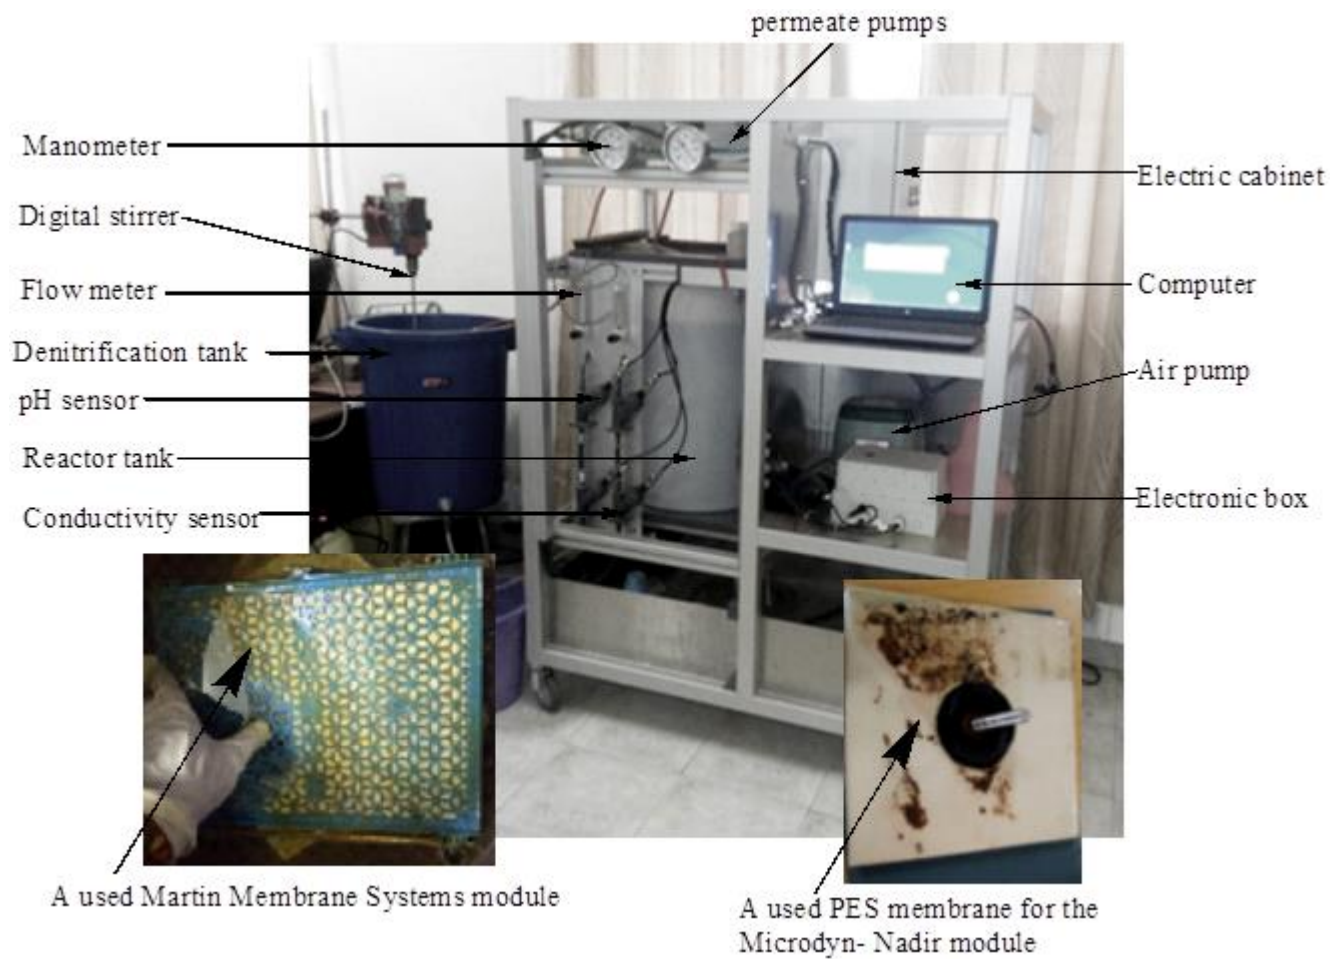 permeate pumps
Manometer
Electric cabinet
Digital stirrer
Flow meter
Computer
Denitrification tank
Air pump
pH sensor
Reactor tank
Electronic box
Conductivity sensor
A used Martin Membrane Systems module
A used PES membrane for the
Microdyn- Nadir module